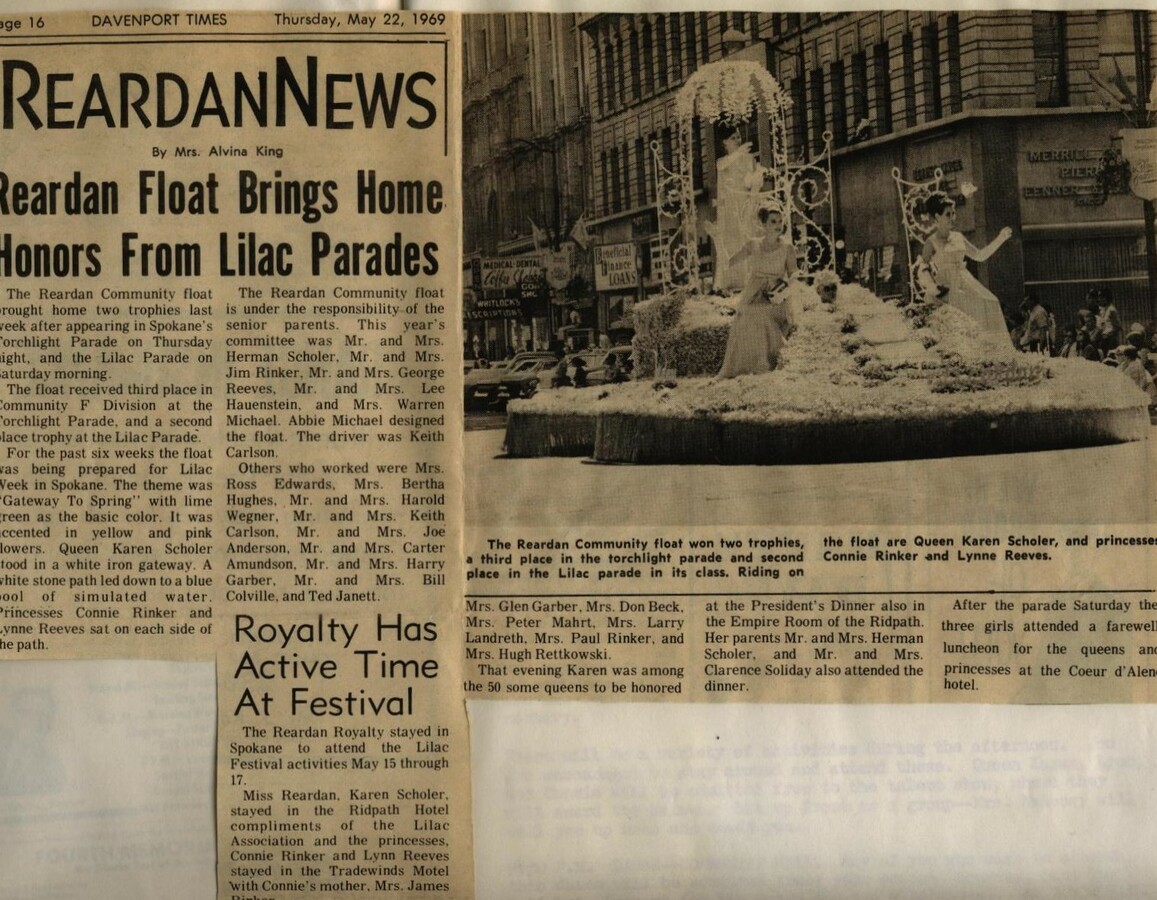 age 16 DAVENPORT TIMES Thursday, May 22, 1969
REARDANNEWS
By Mrs. Alvina King
Reardan Float Brings Home
Honors From Lilac Parades
The Reardan Community float
brought home two trophies last
week after appearing in Spokane's
Torchlight Parade on Thursday
night, and the Lilac Parade on
Saturday morning.
The float received third place in
Community F Division at the
Torchlight Parade, and a second
place trophy at the Lilac Parade.
For the past six weeks the float
was being prepared for Lilac
Week in Spokane. The theme was
"Gateway To Spring" with lime
green as the basic color. It was
accented in yellow and pink
flowers. Queen Karen Scholer
stood in a white iron gateway. A
white stone path led down to a blue
pool of simulated water.
Princesses Connie Rinker and
Lynne Reeves sat on each side of
the path.
The Reardan Community float
is under the responsibility of the
senior parents. This year's
committee was Mr. and Mrs.
Herman Scholer, Mr. and Mrs.
Jim Rinker, Mr. and Mrs. George
Reeves, Mr. and Mrs. Lee
Hauenstein, and Mrs. Warren
Michael. Abbie Michael designed
the float. The driver was Keith
Carlson.
Others who worked were Mrs.
Ross Edwards, Mrs. Bertha
Hughes, Mr. and Mrs. Harold
Wegner, Mr. and Mrs. Keith
Carlson, Mr. and Mrs. Joe
Anderson, Mr. and Mrs. Carter
Amundson, Mr. and Mrs. Harry
Garber, Mr. and Mrs. Bill
Colville, and Ted Janett.
Royalty Has
Active Time
At Festival
The Reardan Royalty stayed in
Spokane to attend the Lilac
Festival activities May 15 through
17.
Miss Reardan, Karen Scholer,
stayed in the Ridpath Hotel
compliments of the Lilac
Association and the princesses,
Connie Rinker and Lynn Reeves
stayed in the Tradewinds Motel
with Connie's mother, Mrs. James
MEDICAL-DENTAL
Coffee Shop
WHITLOCK'S
Beneficial
Finance
LOANS
MERRILL
The Reardan Community float won two trophies,
a third place in the torchlight parade and second
place in the Lilac parade in its class. Riding on
the float are Queen Karen Scholer, and princesses
Connie Rinker and Lynne Reeves.
Mrs. Glen Garber, Mrs. Don Beck,
Mrs. Peter Mahrt, Mrs. Larry
Landreth, Mrs. Paul Rinker, and
Mrs. Hugh Rettkowski.
That evening Karen was among
the 50 some queens to be honored
at the President's Dinner also in
the Empire Room of the Ridpath.
Her parents Mr. and Mrs. Herman
Scholer, and Mr. and Mrs.
Clarence Soliday also attended the
dinner.
After the parade Saturday the
three girls attended a farewell
luncheon for the queens and
princesses at the Coeur d'Alene
hotel.